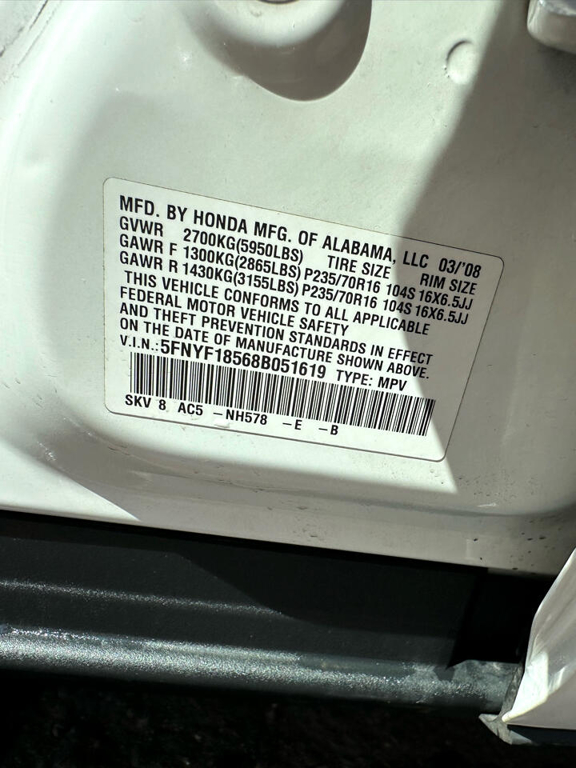 MFD. BY HONDA MFG. OF ALABAMA, LLC 03/'08
GVWR 2700KG(5950LBS) TIRE SIZE RIM SIZE
GAWR F 1300KG(2865LBS) P235/70R16 104S 16X6.5JJ
GAWR R 1430KG(3155LBS) P235/70R16 104S 16X6.5JJ
THIS VEHICLE CONFORMS TO ALL APPLICABLE
FEDERAL MOTOR VEHICLE SAFETY
AND THEFT PREVENTION STANDARDS IN EFFECT
ON THE DATE OF MANUFACTURE SHOWN ABOVE.
V.I.N.: 5FNYF18568B051619 TYPE: MPV
SKV 8 AC5 -NH578 -E -B